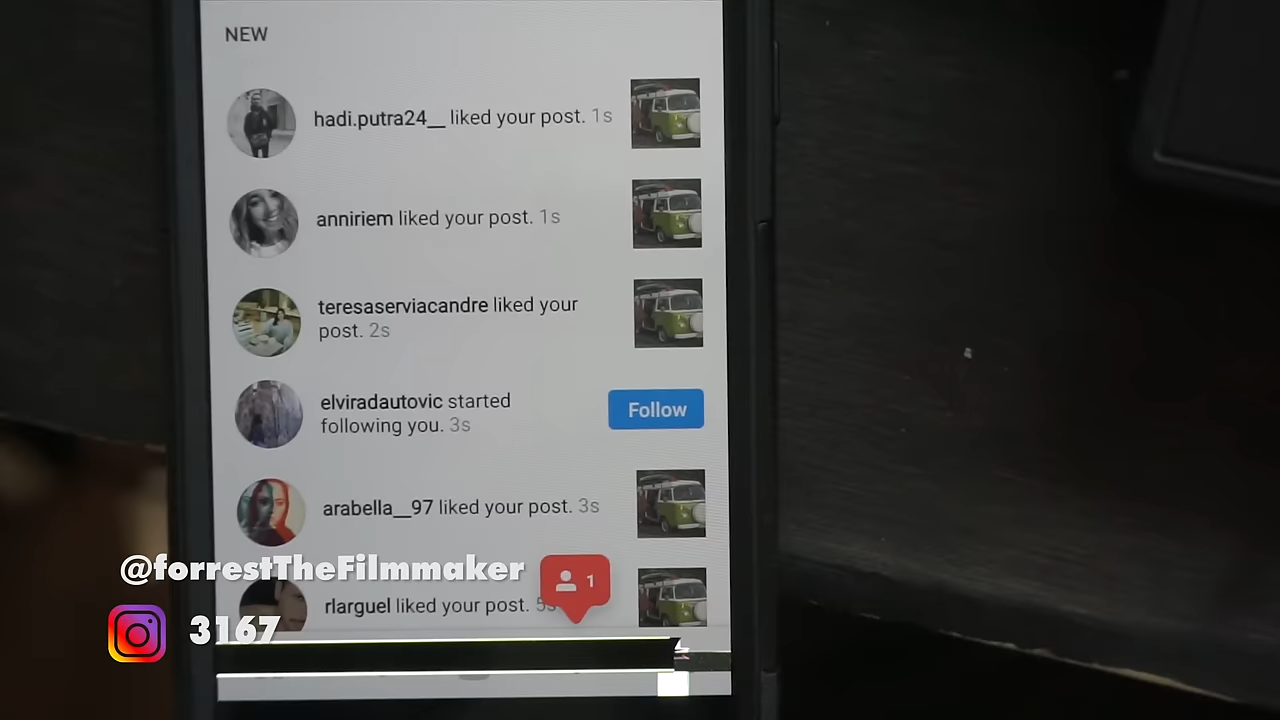 NEW
hadi.putra24__ liked your post. 1s
anniriem liked your post. 1s
teresaserviacandre liked your
post. 2s
elviradautovic started
following you. 3s
Follow
arabella__97 liked your post. 3s
@forrestTheFilmmaker
1
rlarguel liked your post. 5s
3167